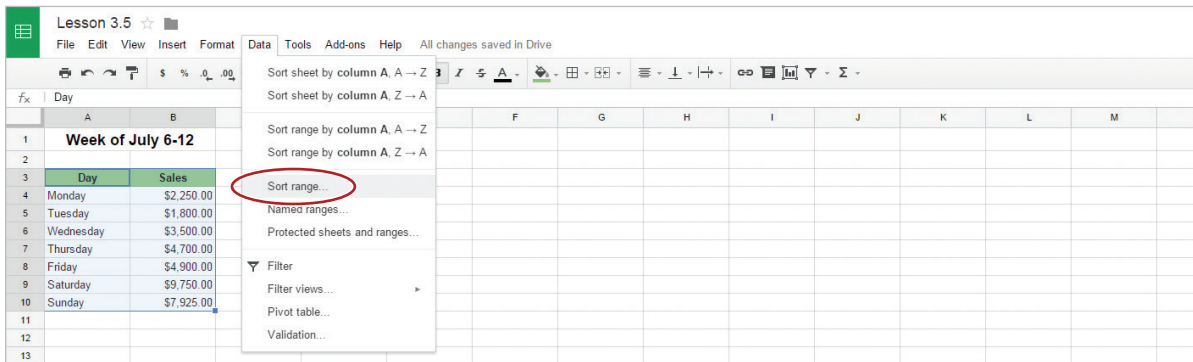 Lesson 3.5
File Edit View Insert Format Data Tools Add-ons Help All changes saved in Drive
$ % .0 .00 B I S A Σ
fx Day
A B F G H I J K L M
Sort sheet by column A, A → Z
Sort sheet by column A, Z → A
Sort range by column A, A → Z
Sort range by column A, Z → A
Sort range...
Named ranges...
Protected sheets and ranges...
Filter
Filter views...
Pivot table...
Validation...
1 Week of July 6-12
2
3 Day Sales
4 Monday $2,250.00
5 Tuesday $1,800.00
6 Wednesday $3,500.00
7 Thursday $4,700.00
8 Friday $4,900.00
9 Saturday $9,750.00
10 Sunday $7,925.00
11
12
13